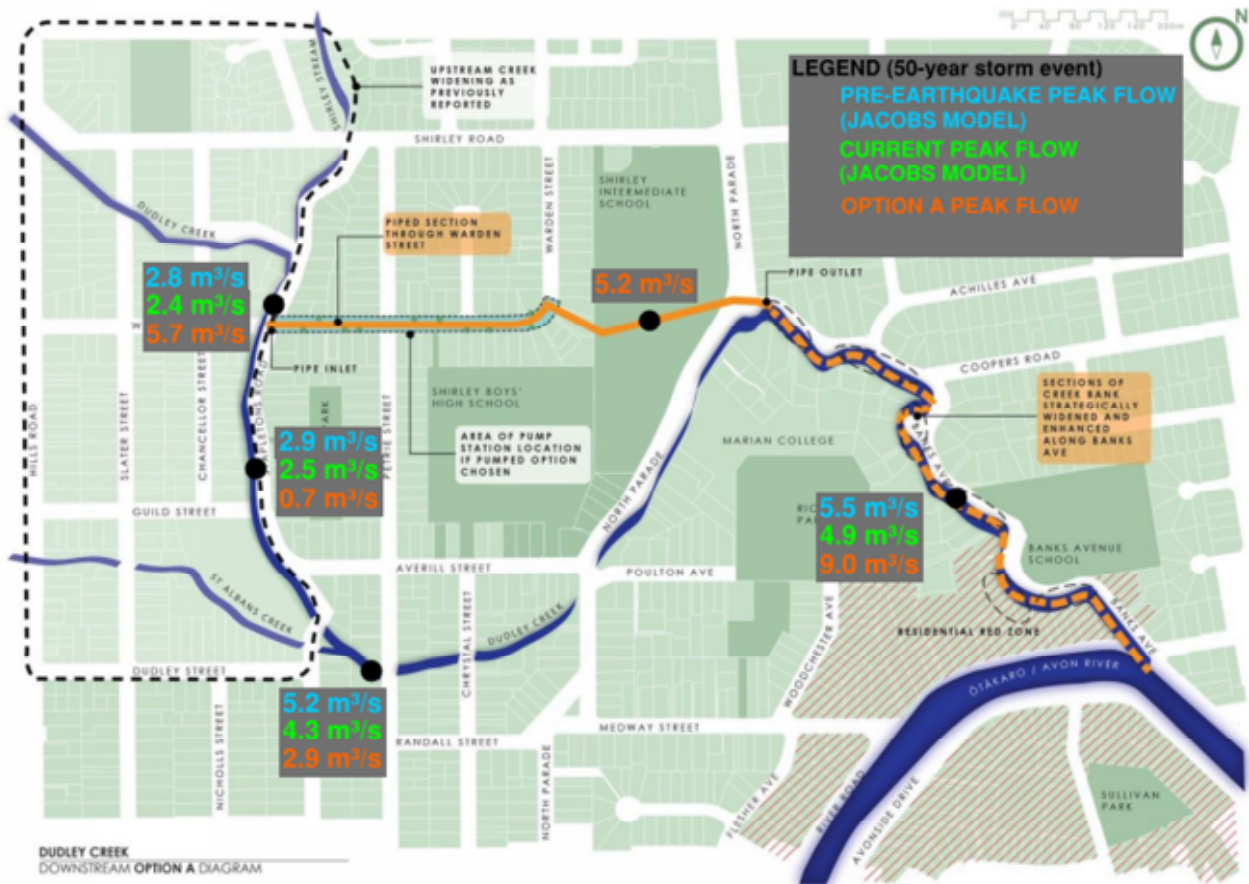 N
0 40 80 120 160 200m
LEGEND (50-year storm event)
PRE-EARTHQUAKE PEAK FLOW
(JACOBS MODEL)
CURRENT PEAK FLOW
(JACOBS MODEL)
OPTION A PEAK FLOW
SHIRLEY STREAM
UPSTREAM CREEK
WIDENING AS
PREVIOUSLY
REPORTED
SHIRLEY ROAD
WARDEN STREET
SHIRLEY
INTERMEDIATE
SCHOOL
NORTH PARADE
DUDLEY CREEK
PIPED SECTION
THROUGH WARDEN
STREET
2.8 m³/s
2.4 m³/s
5.7 m³/s
5.2 m³/s
PIPE OUTLET
ACHILLES AVE
COOPERS ROAD
PIPE INLET
HILLS ROAD
SLATER STREET
CHANCELLOR STREET
PARK
PETRIE STREET
SHIRLEY BOYS'
HIGH SCHOOL
AREA OF PUMP
STATION LOCATION
IF PUMPED OPTION
CHOSEN
MARIAN COLLEGE
BANKS AVE
SECTIONS OF
CREEK BANK
STRATEGICALLY
WIDENED AND
ENHANCED
ALONG BANKS
AVE
2.9 m³/s
2.5 m³/s
0.7 m³/s
NORTH PARADE
5.5 m³/s
4.9 m³/s
9.0 m³/s
GUILD STREET
BANKS AVENUE
SCHOOL
AVERILL STREET
POULTON AVE
ST ALBANS CREEK
CHRYSTAL STREET
DUDLEY CREEK
WOODCHESTER AVE
RESIDENTIAL RED ZONE
BANKS AVE
DUDLEY STREET
ŌTĀKARO / AVON RIVER
5.2 m³/s
4.3 m³/s
2.9 m³/s
NICHOLLS STREET
RANDALL STREET
NORTH PARADE
MEDWAY STREET
FLESHER AVE
RIVER ROAD
AVONSIDE DRIVE
SULLIVAN
PARK
DUDLEY CREEK
DOWNSTREAM OPTION A DIAGRAM